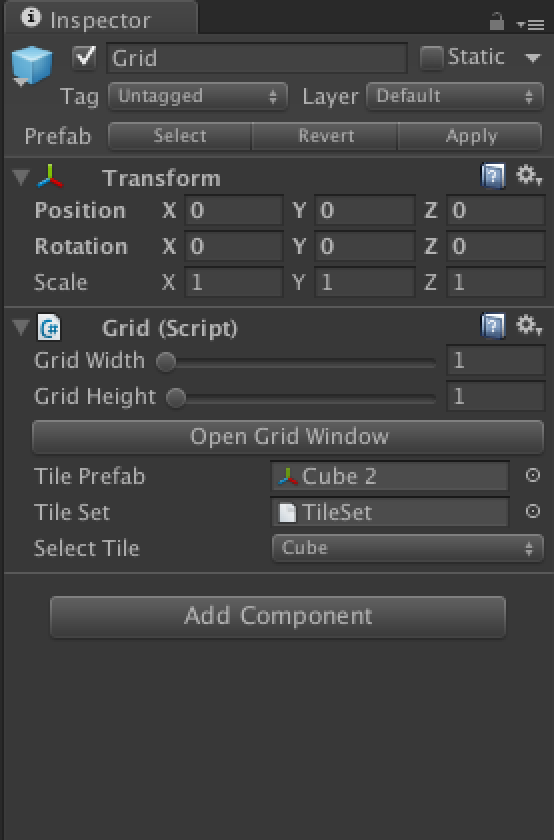 Inspector
Grid Static
Tag Untagged Layer Default
Prefab Select Revert Apply
Transform
Position X 0 Y 0 Z 0
Rotation X 0 Y 0 Z 0
Scale X 1 Y 1 Z 1
C# Grid (Script)
Grid Width 1
Grid Height 1
Open Grid Window
Tile Prefab Cube 2
Tile Set TileSet
Select Tile Cube
Add Component